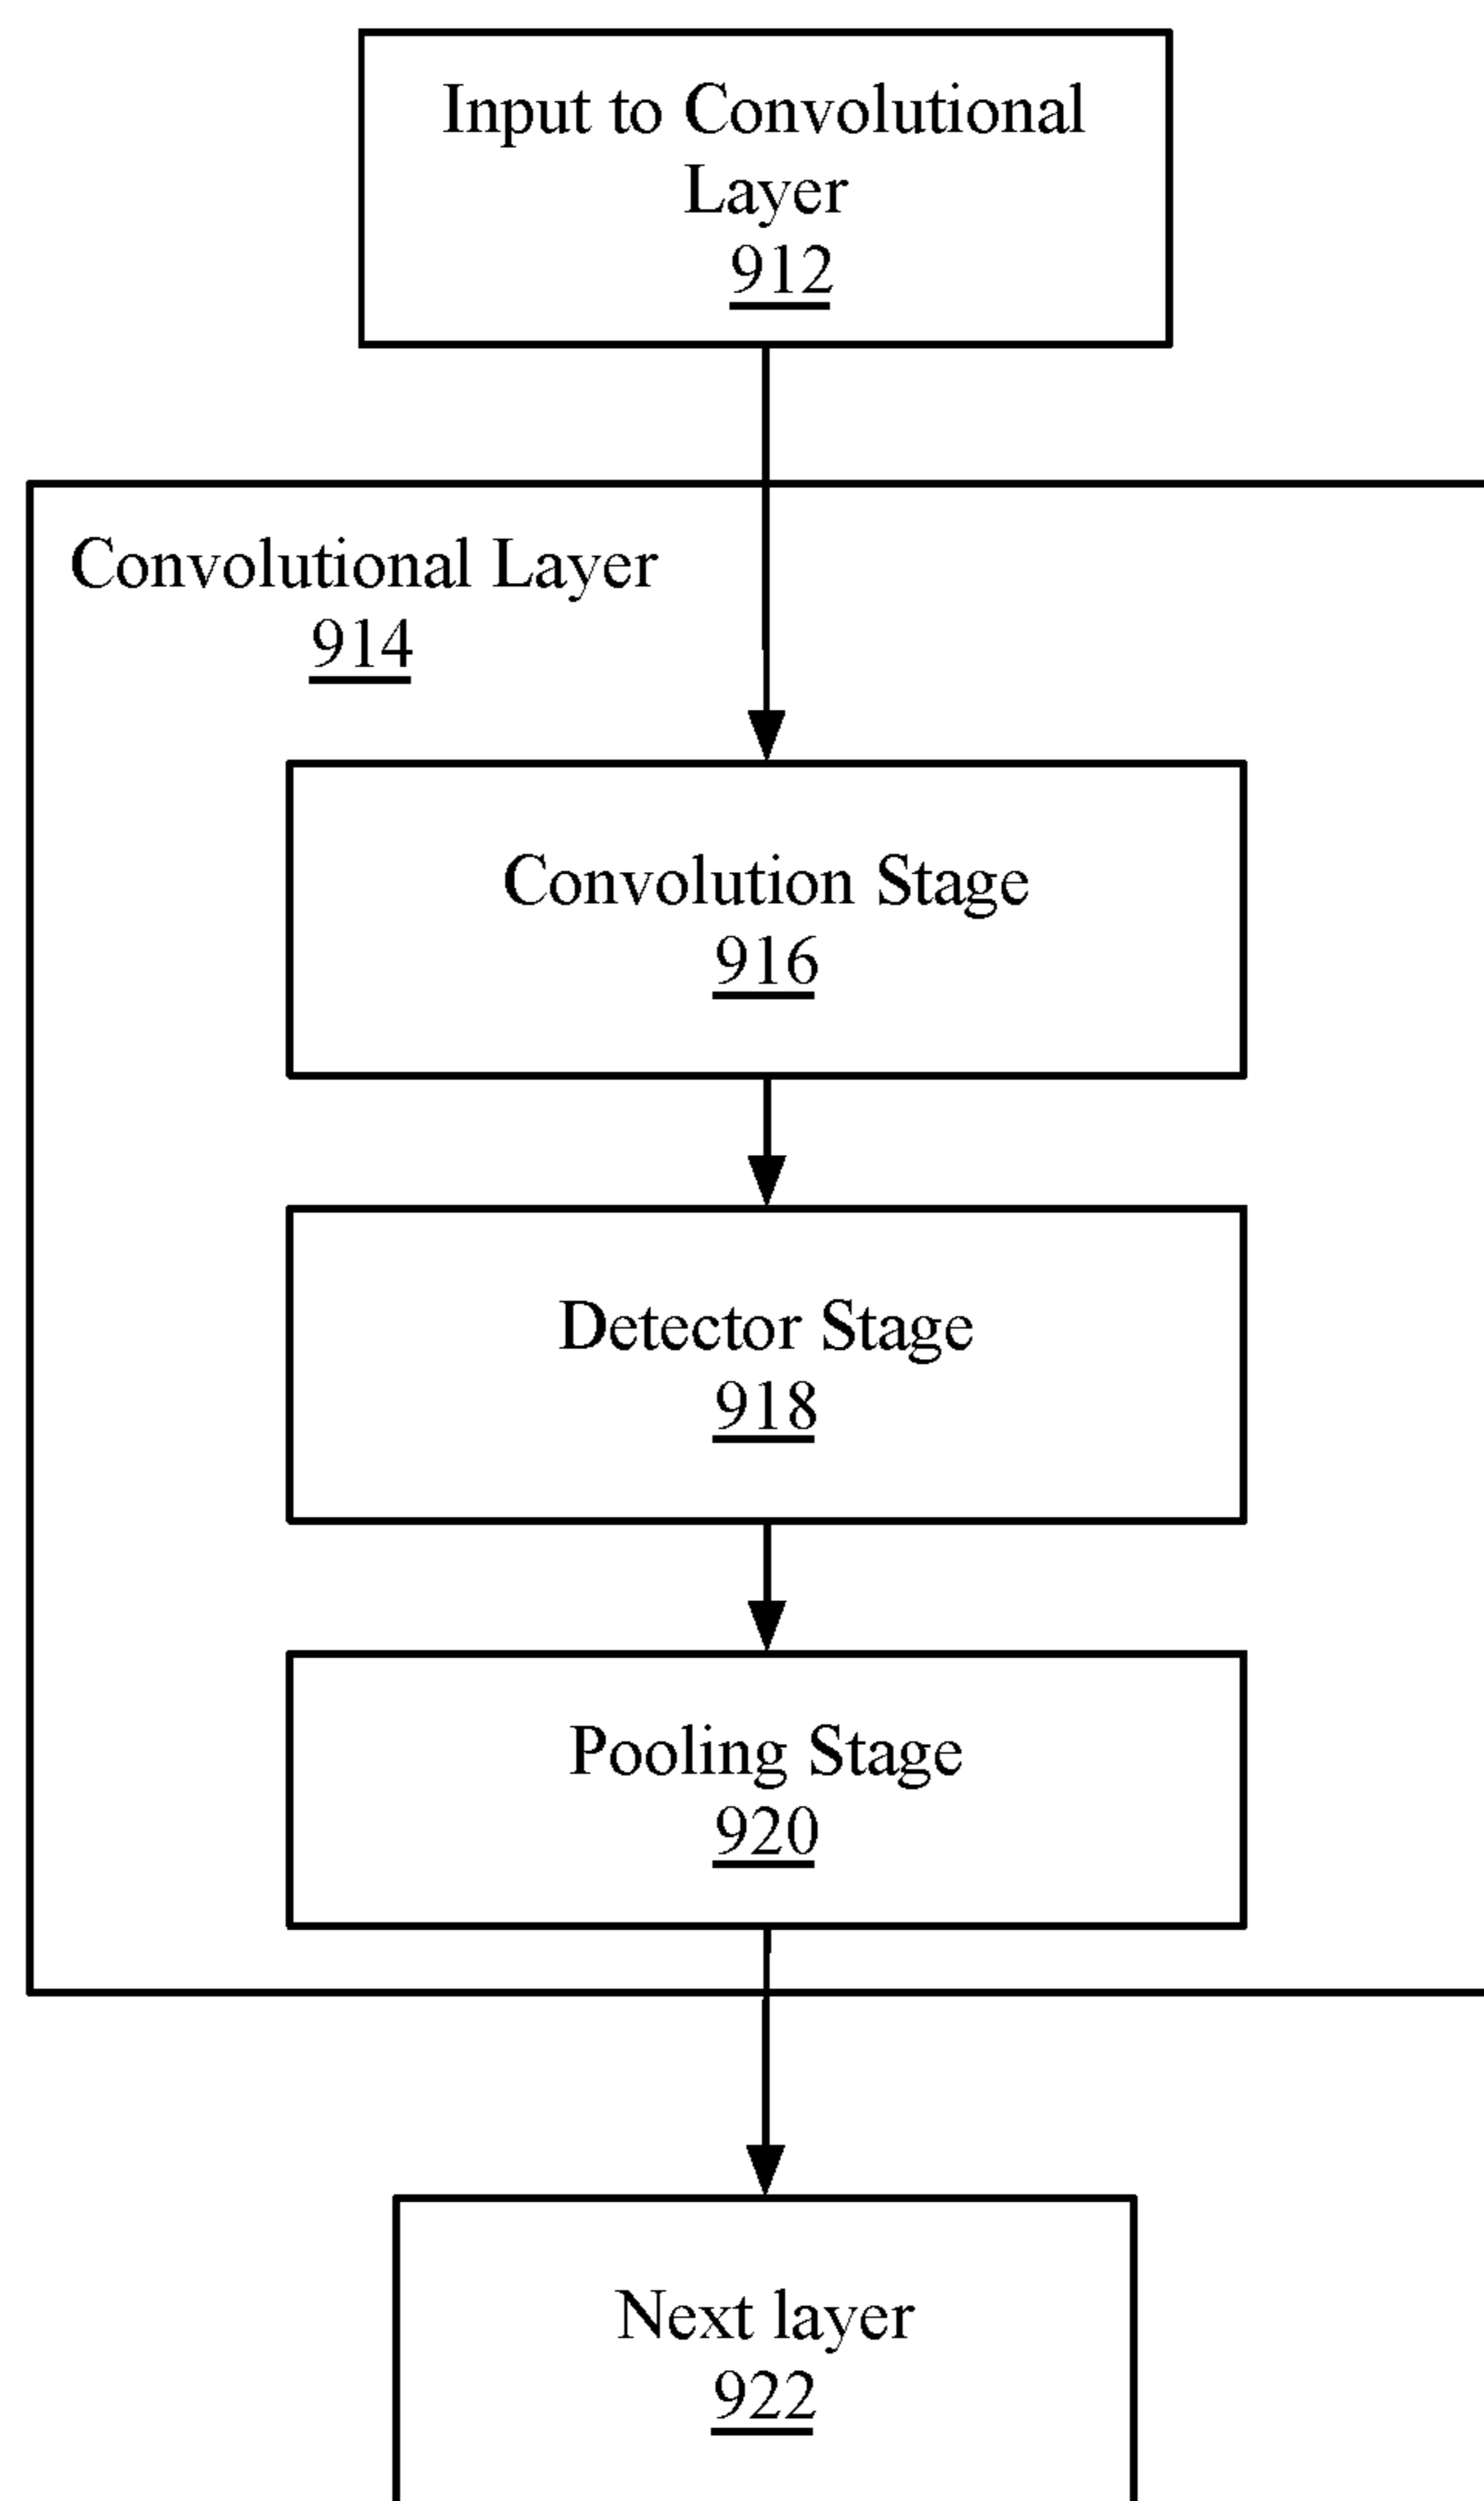 Input to Convolutional
Layer
912
Convolutional Layer
914
Convolution Stage
916
Detector Stage
918
Pooling Stage
920
Next layer
922